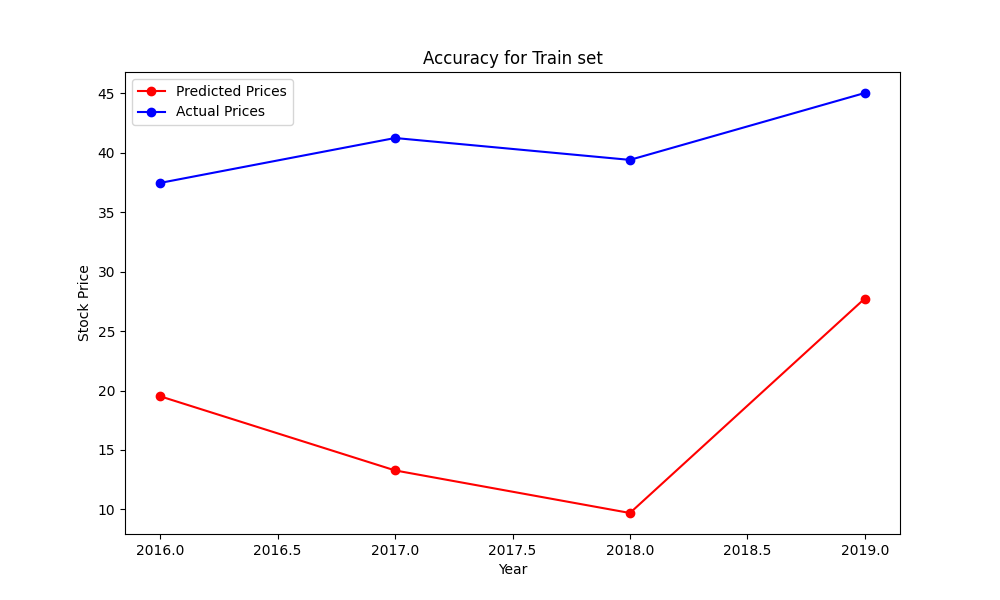 Accuracy for Train set
Predicted Prices
Actual Prices
45
40
35
30
25
20
15
10
Stock Price
2016.0 2016.5 2017.0 2017.5 2018.0 2018.5 2019.0
Year